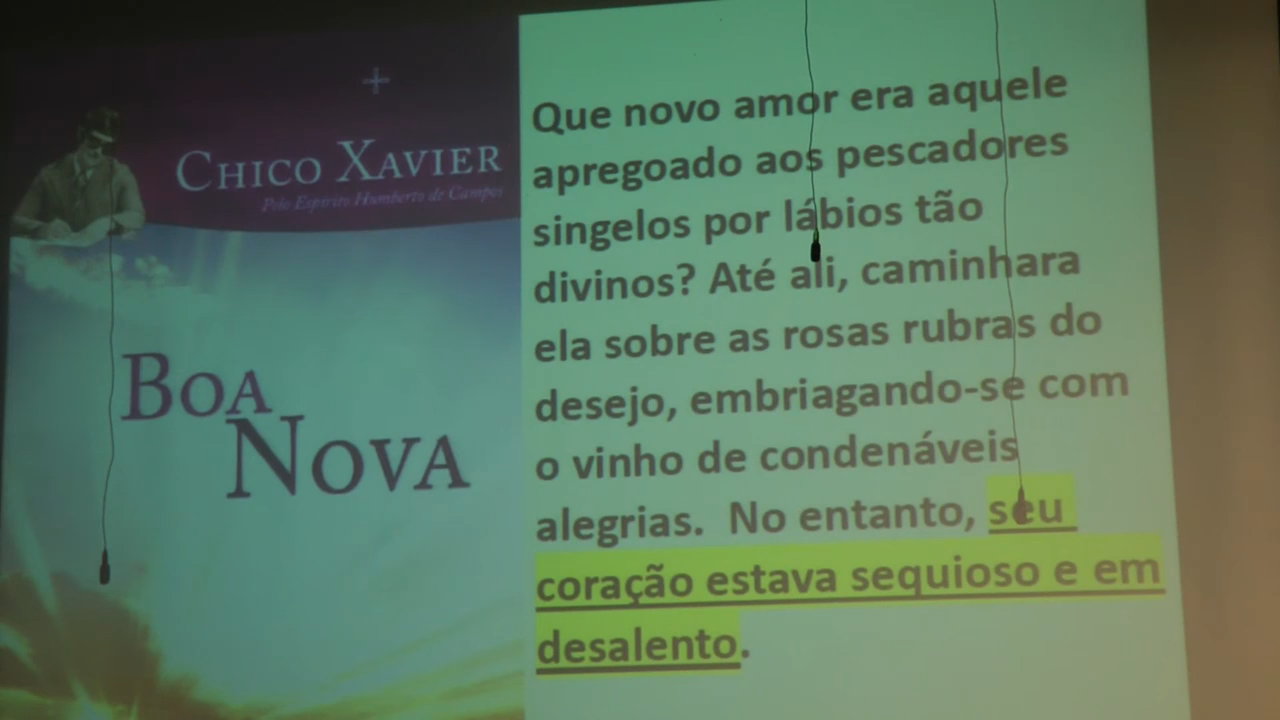 CHICO XAVIER
Pelo Espírito Humberto de Campos
BOA
NOVA
Que novo amor era aquele
apregoado aos pescadores
singelos por lábios tão
divinos? Até ali, caminhara
ela sobre as rosas rubras do
desejo, embriagando-se com
o vinho de condenáveis
alegrias. No entanto, seu
coração estava sequioso e em
desalento.